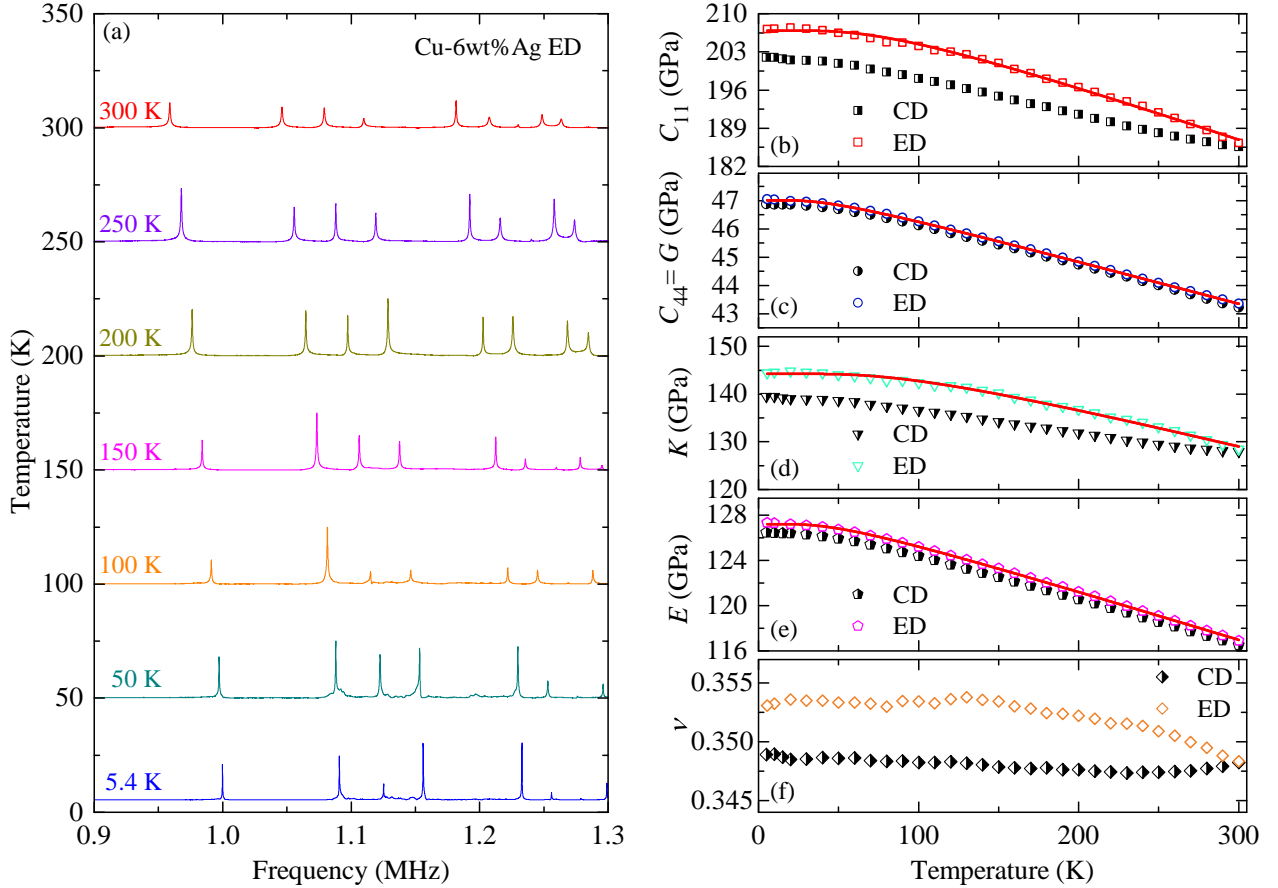 (a)
Cu-6wt%Ag ED
350
300
250
200
150
100
50
0
Temperature (K)
300 K
250 K
200 K
150 K
100 K
50 K
5.4 K
0.9
1.0
1.1
1.2
1.3
Frequency (MHz)
210
203
196
189
182
C11 (GPa)
CD
ED
(b)
47
46
45
44
43
C44= G (GPa)
CD
ED
(c)
150
140
130
120
K (GPa)
CD
ED
(d)
128
124
120
116
E (GPa)
CD
ED
(e)
0.355
0.350
0.345
ν
CD
ED
(f)
0
100
200
300
Temperature (K)